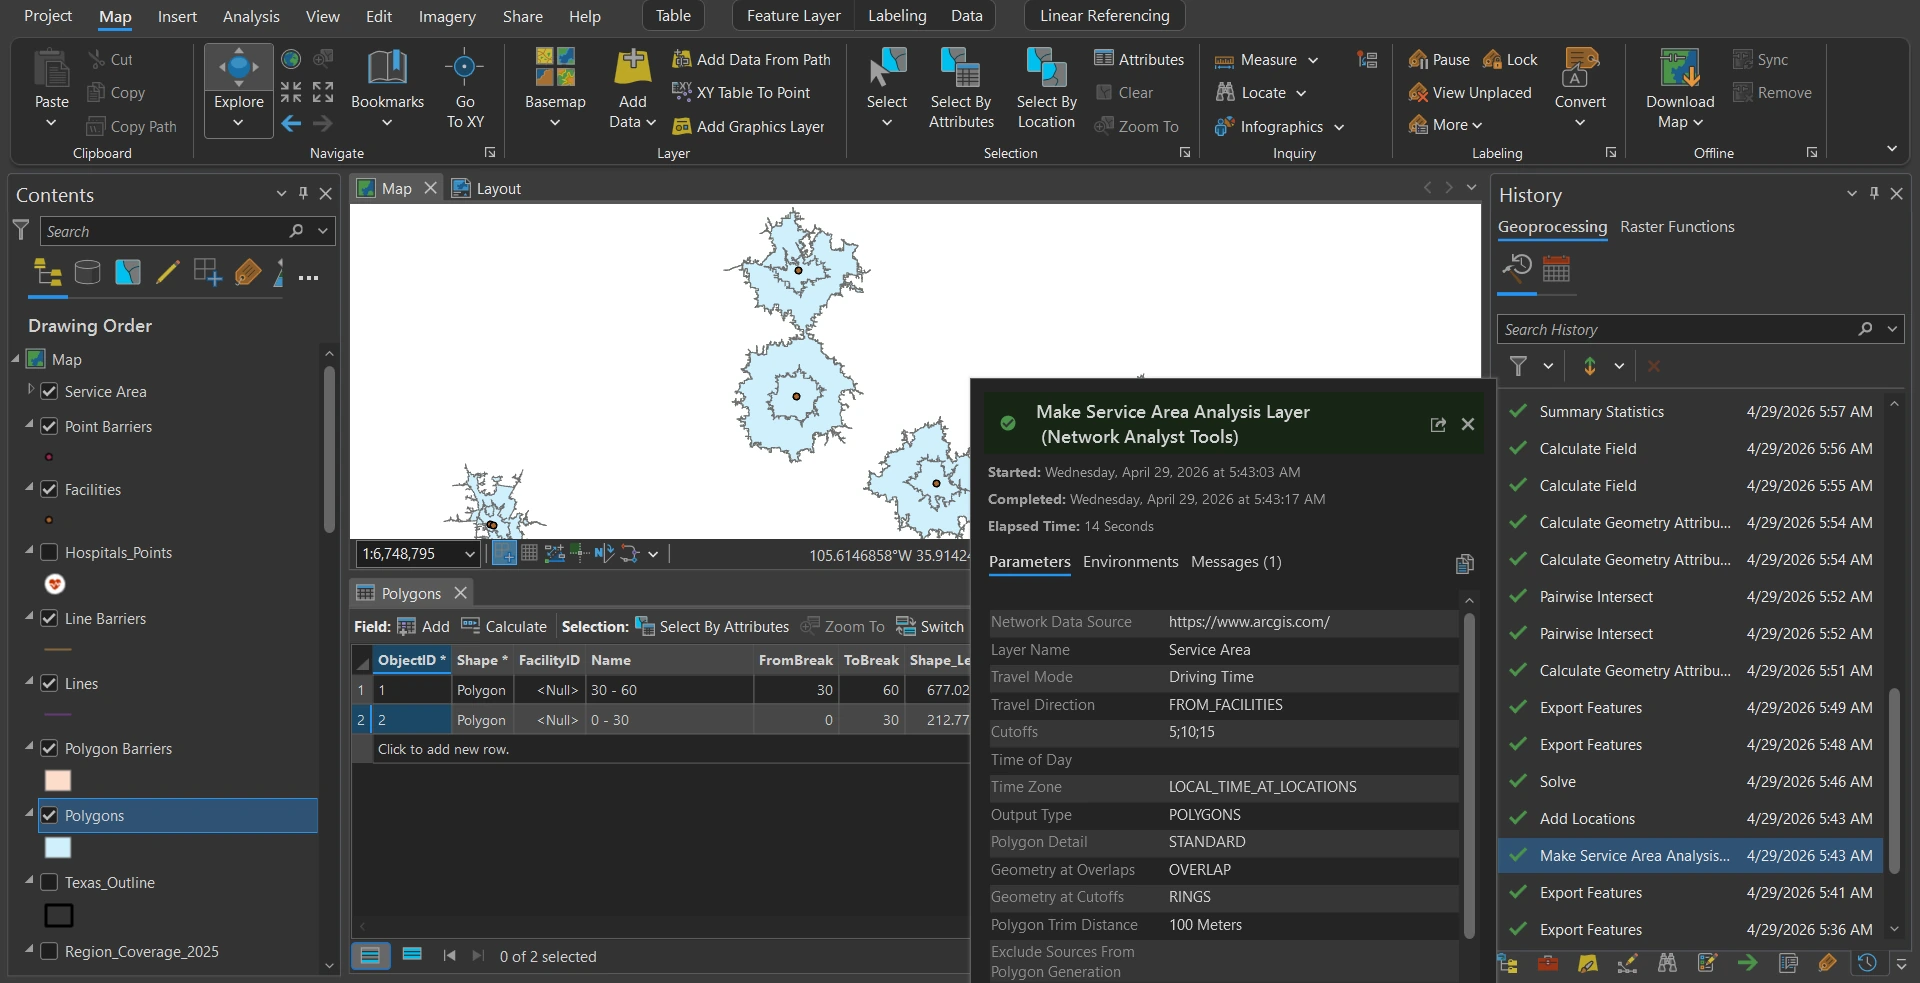 Project Map Insert Analysis View Edit Imagery Share Help Table Feature Layer Labeling Data Linear Referencing
Paste
Cut
Copy
Copy Path
Clipboard
Explore
Bookmarks
Go
To XY
Navigate
Basemap
Add
Data
Add Data From Path
XY Table To Point
Add Graphics Layer
Layer
Select
Select By
Attributes
Select By
Location
Attributes
Clear
Zoom To
Selection
Measure
Locate
Infographics
Inquiry
Pause
Lock
View Unplaced
More
Convert
Labeling
Download
Map
Sync
Remove
Offline
Contents
Search
Drawing Order
Map
Service Area
Point Barriers
Facilities
Hospitals_Points
Line Barriers
Lines
Polygon Barriers
Polygons
Texas_Outline
Region_Coverage_2025
Map
Layout
1:6,748,795
105.6146858°W 35.91424
Polygons
Field: Add Calculate Selection: Select By Attributes Zoom To Switch
ObjectID * Shape * FacilityID Name FromBreak ToBreak Shape_Le
1 1 Polygon <Null> 30 - 60 30 60 677.02
2 2 Polygon <Null> 0 - 30 0 30 212.77
Click to add new row.
0 of 2 selected
Make Service Area Analysis Layer
(Network Analyst Tools)
Started: Wednesday, April 29, 2026 at 5:43:03 AM
Completed: Wednesday, April 29, 2026 at 5:43:17 AM
Elapsed Time: 14 Seconds
Parameters Environments Messages (1)
Network Data Source https://www.arcgis.com/
Layer Name Service Area
Travel Mode Driving Time
Travel Direction FROM_FACILITIES
Cutoffs 5;10;15
Time of Day
Time Zone LOCAL_TIME_AT_LOCATIONS
Output Type POLYGONS
Polygon Detail STANDARD
Geometry at Overlaps OVERLAP
Geometry at Cutoffs RINGS
Polygon Trim Distance 100 Meters
Exclude Sources From
Polygon Generation
History
Geoprocessing Raster Functions
Search History
Summary Statistics 4/29/2026 5:57 AM
Calculate Field 4/29/2026 5:56 AM
Calculate Field 4/29/2026 5:55 AM
Calculate Geometry Attribu... 4/29/2026 5:54 AM
Calculate Geometry Attribu... 4/29/2026 5:54 AM
Pairwise Intersect 4/29/2026 5:52 AM
Pairwise Intersect 4/29/2026 5:52 AM
Calculate Geometry Attribu... 4/29/2026 5:51 AM
Export Features 4/29/2026 5:49 AM
Export Features 4/29/2026 5:48 AM
Solve 4/29/2026 5:46 AM
Add Locations 4/29/2026 5:43 AM
Make Service Area Analysis... 4/29/2026 5:43 AM
Export Features 4/29/2026 5:41 AM
Export Features 4/29/2026 5:36 AM